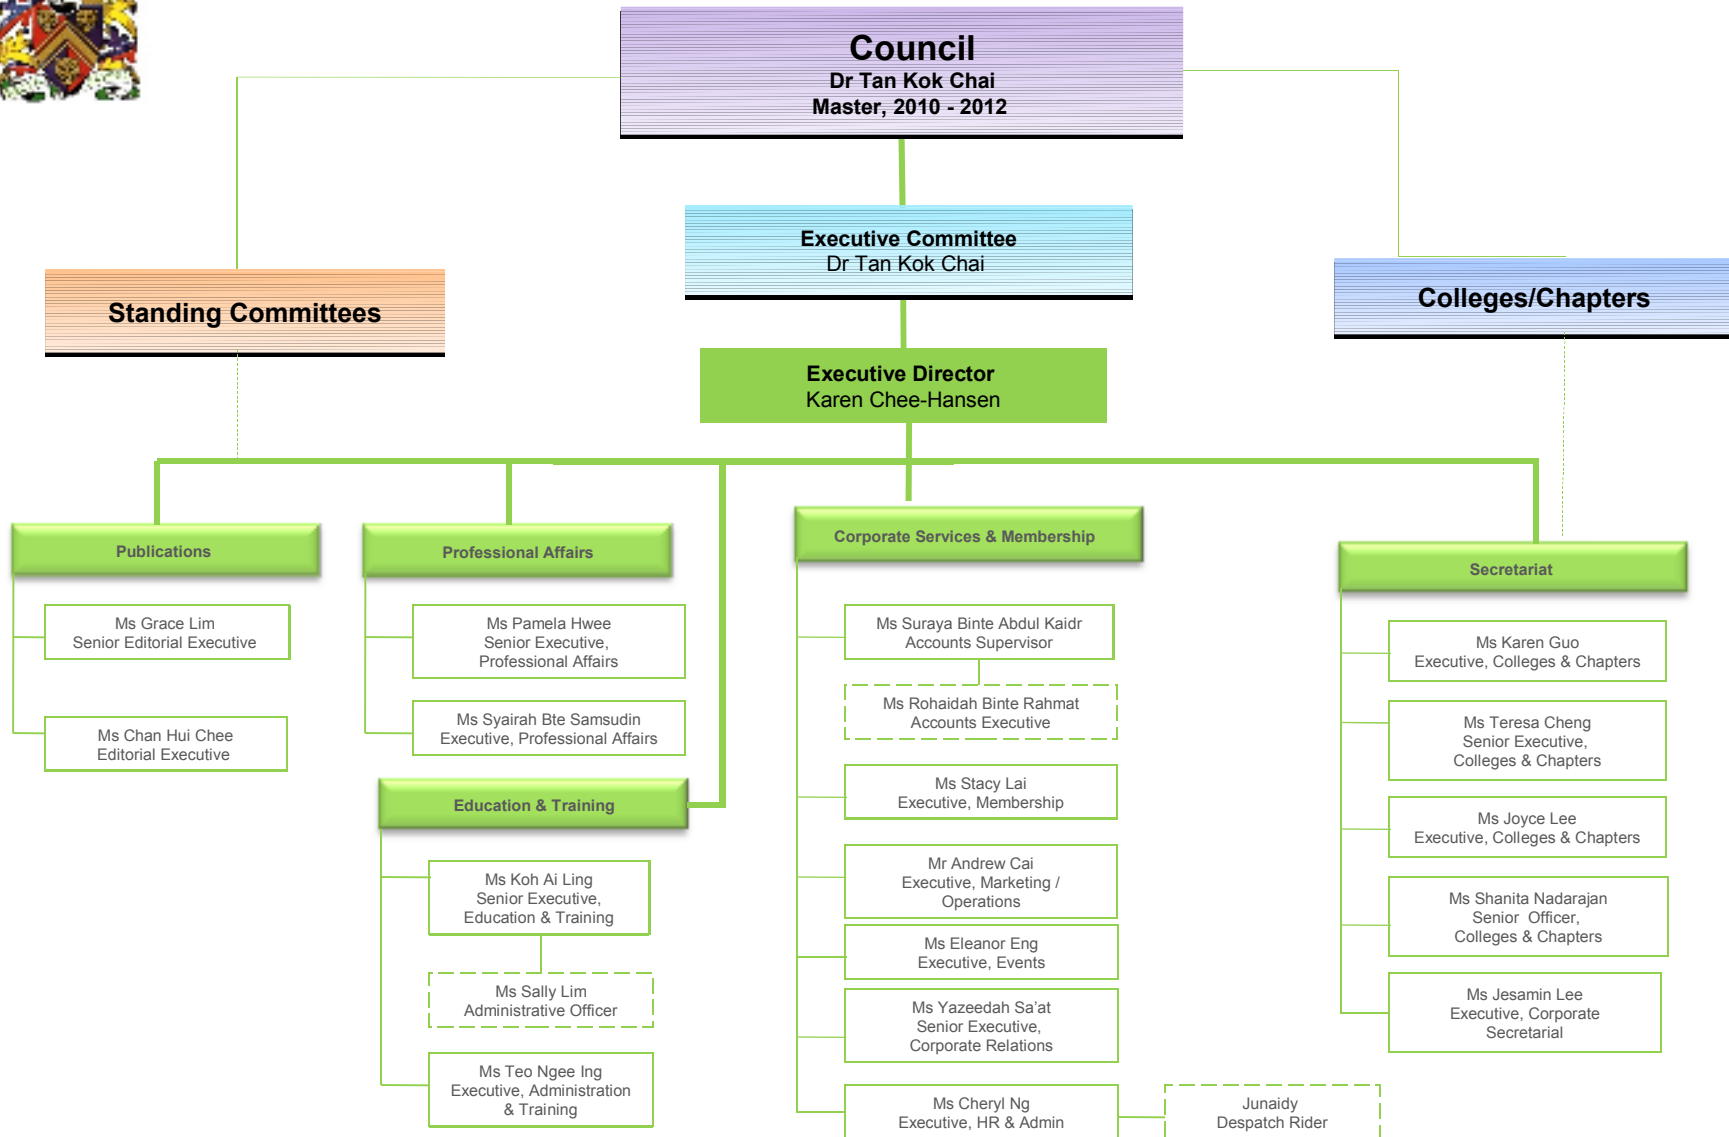 Council
Dr Tan Kok Chai
Master, 2010 - 2012
Executive Committee
Dr Tan Kok Chai
Standing Committees
Colleges/Chapters
Executive Director
Karen Chee-Hansen
Publications
Ms Grace Lim
Senior Editorial Executive
Ms Chan Hui Chee
Editorial Executive
Professional Affairs
Ms Pamela Hwee
Senior Executive,
Professional Affairs
Ms Syairah Bte Samsudin
Executive, Professional Affairs
Education & Training
Ms Koh Ai Ling
Senior Executive,
Education & Training
Ms Sally Lim
Administrative Officer
Ms Teo Ngee Ing
Executive, Administration
& Training
Corporate Services & Membership
Ms Suraya Binte Abdul Kaidr
Accounts Supervisor
Ms Rohaidah Binte Rahmat
Accounts Executive
Ms Stacy Lai
Executive, Membership
Mr Andrew Cai
Executive, Marketing /
Operations
Ms Eleanor Eng
Executive, Events
Ms Yazeedah Sa’at
Senior Executive,
Corporate Relations
Ms Cheryl Ng
Executive, HR & Admin
Junaidy
Despatch Rider
Secretariat
Ms Karen Guo
Executive, Colleges & Chapters
Ms Teresa Cheng
Senior Executive,
Colleges & Chapters
Ms Joyce Lee
Executive, Colleges & Chapters
Ms Shanita Nadarajan
Senior  Officer,
Colleges & Chapters
Ms Jesamin Lee
Executive, Corporate
Secretarial